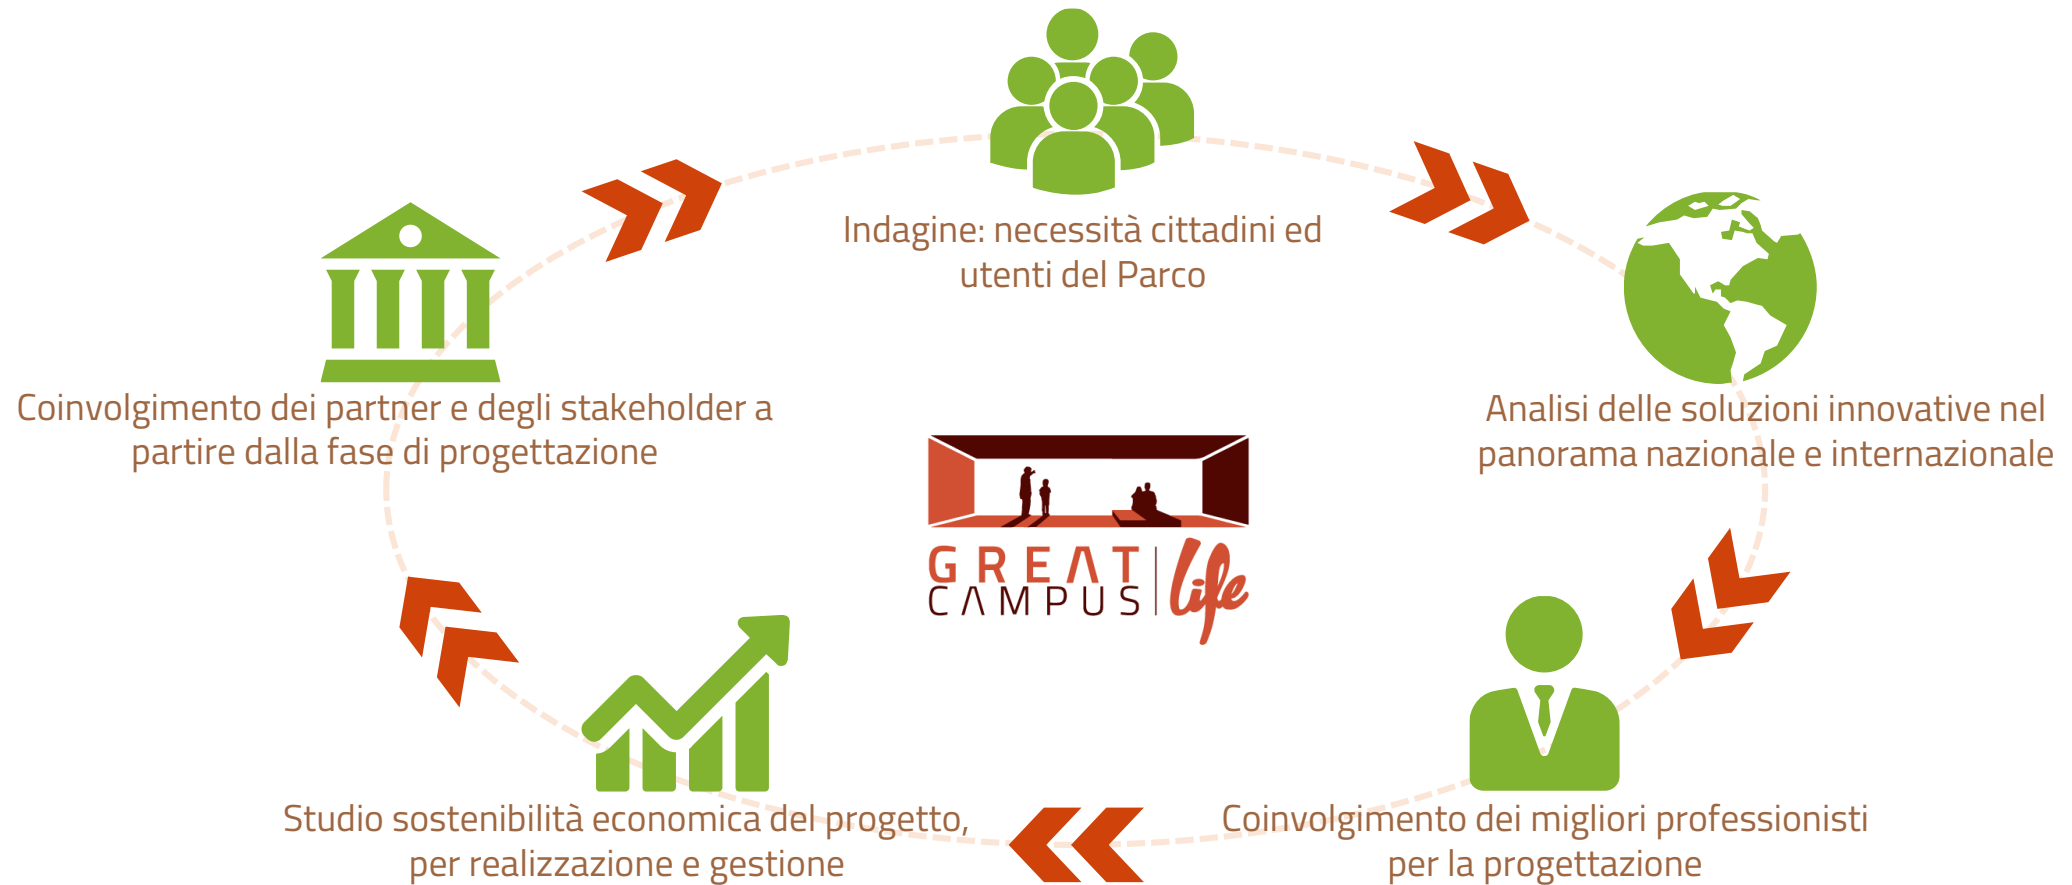 Indagine: necessità cittadini ed
utenti del Parco
Coinvolgimento dei partner e degli stakeholder a
partire dalla fase di progettazione
Analisi delle soluzioni innovative nel
panorama nazionale e internazionale
GREAT
CAMPUS
life
Studio sostenibilità economica del progetto,
per realizzazione e gestione
Coinvolgimento dei migliori professionisti
per la progettazione